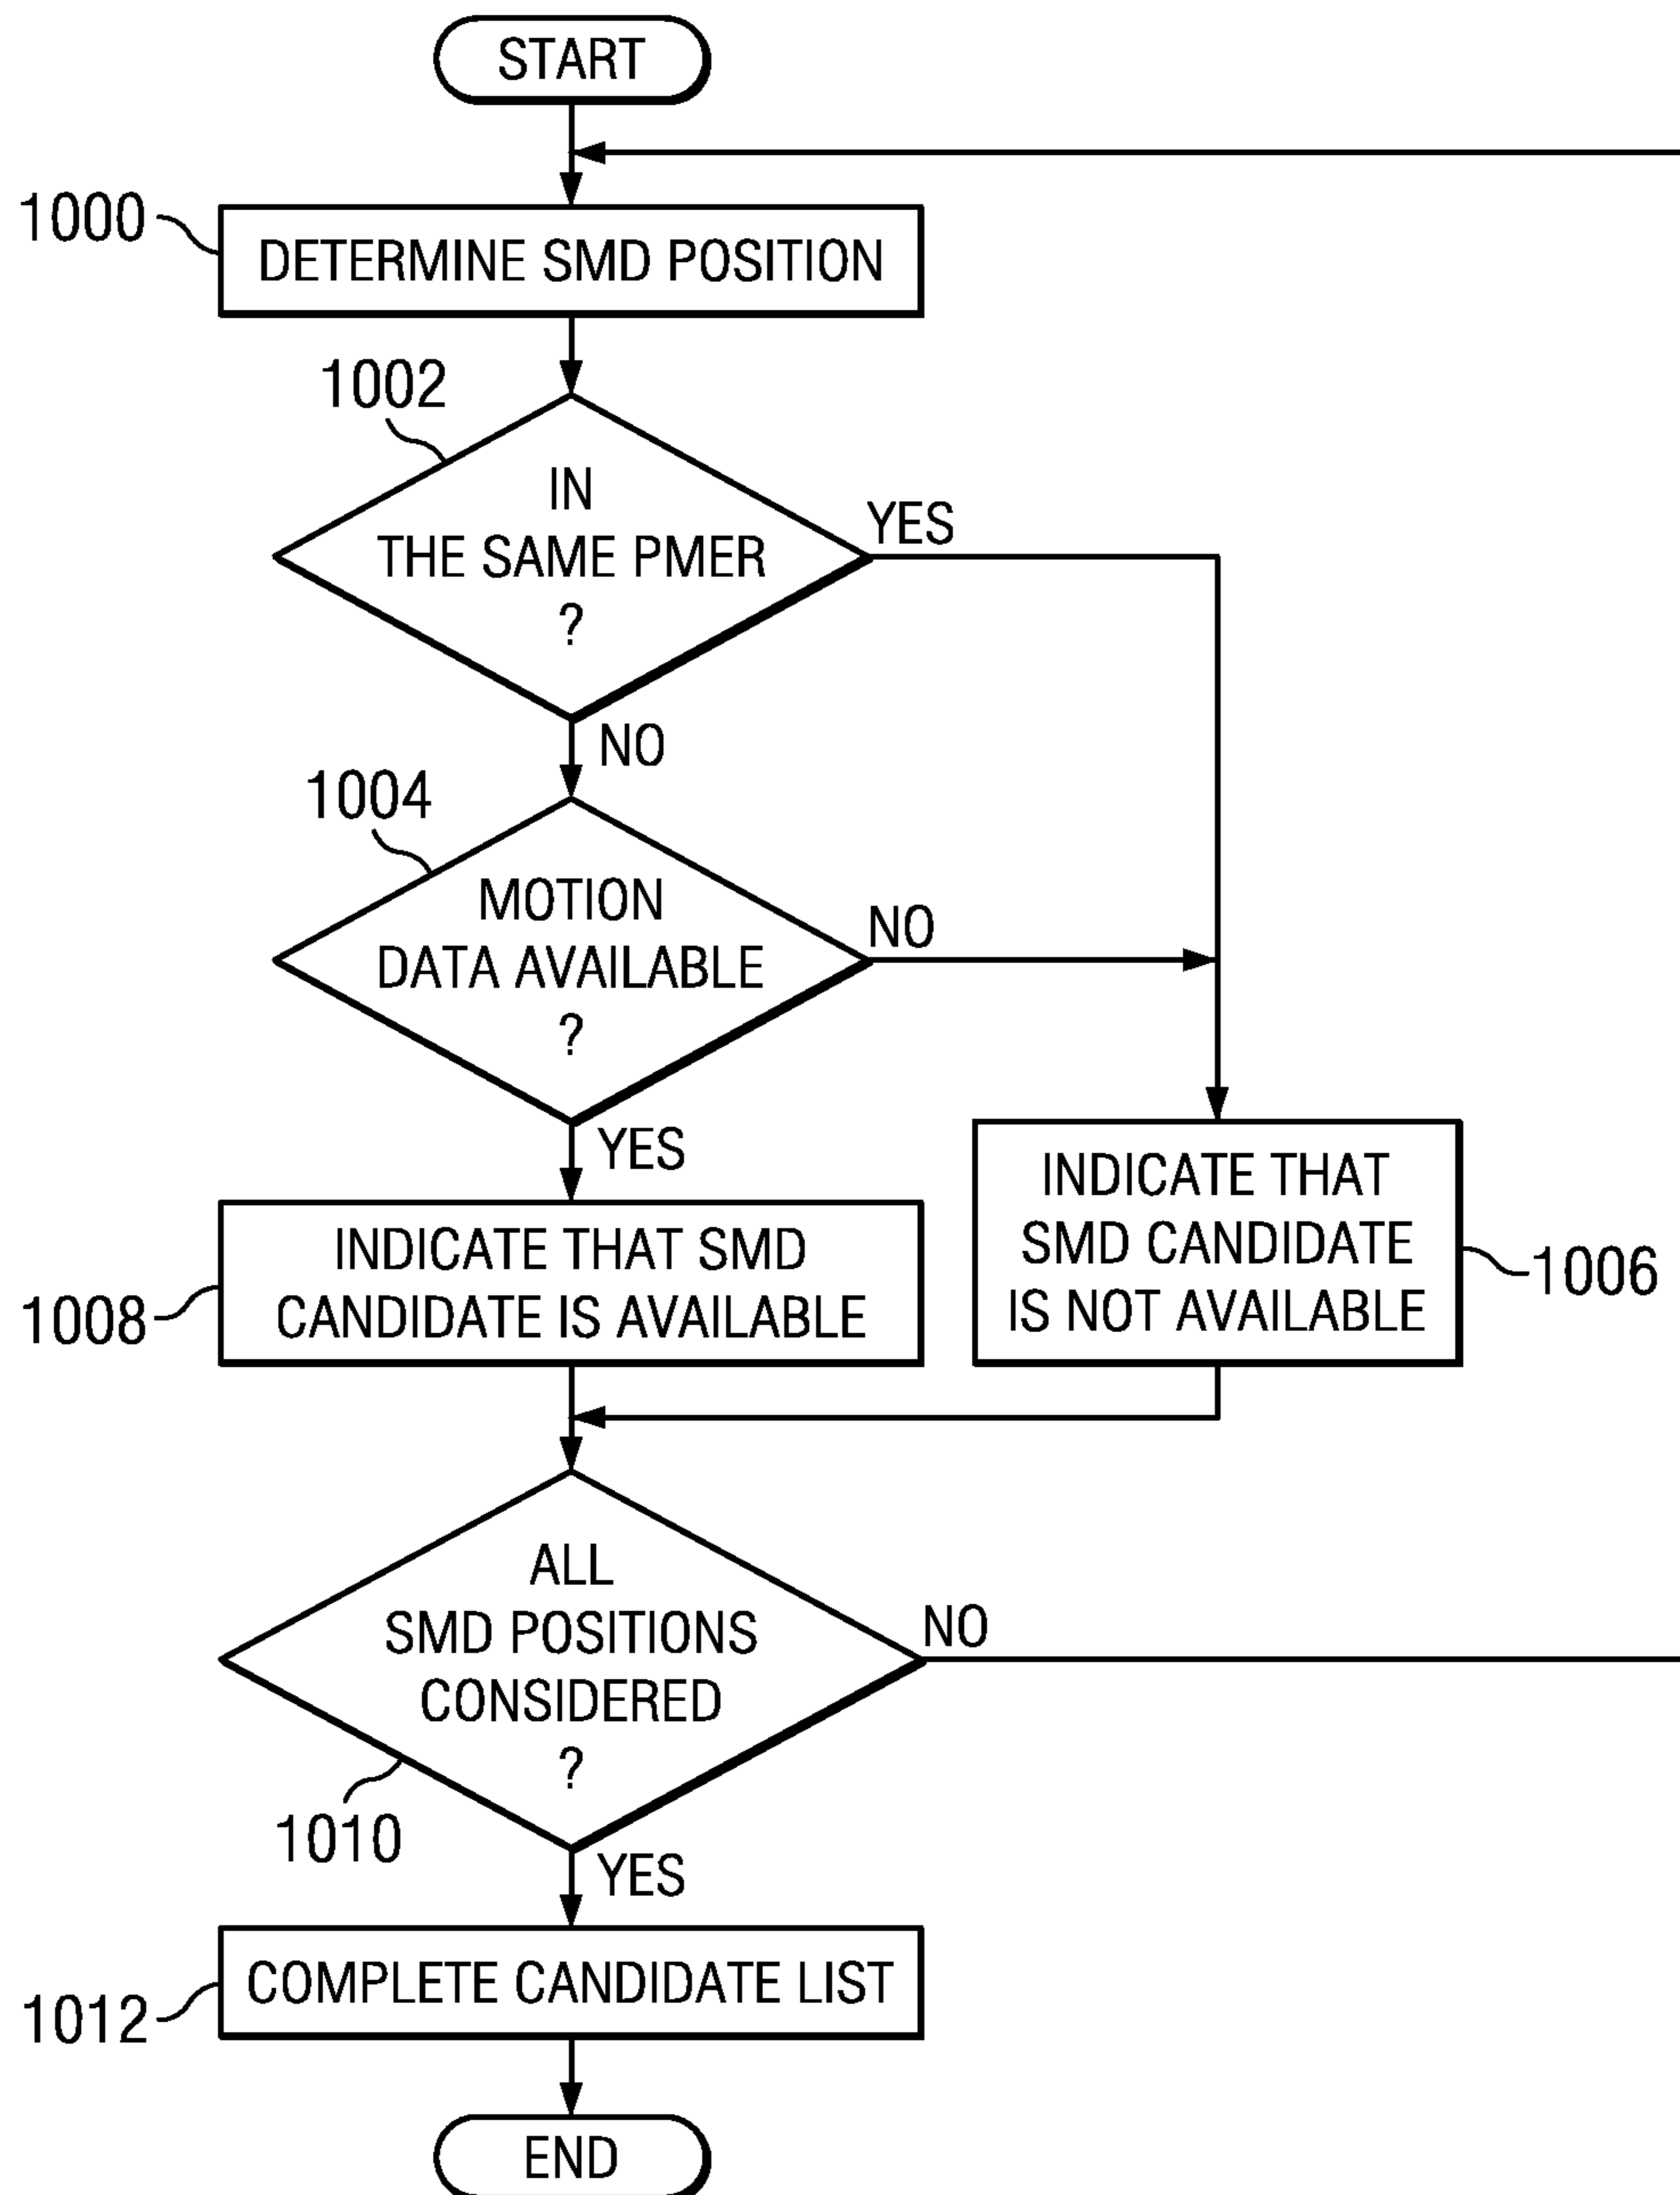 START
1000
DETERMINE SMD POSITION
1002
IN
THE SAME PMER
?
YES
NO
1004
MOTION
DATA AVAILABLE
?
NO
YES
INDICATE THAT SMD
CANDIDATE IS AVAILABLE
1008
INDICATE THAT
SMD CANDIDATE
IS NOT AVAILABLE
1006
ALL
SMD POSITIONS
CONSIDERED
?
NO
1010
YES
COMPLETE CANDIDATE LIST
1012
END